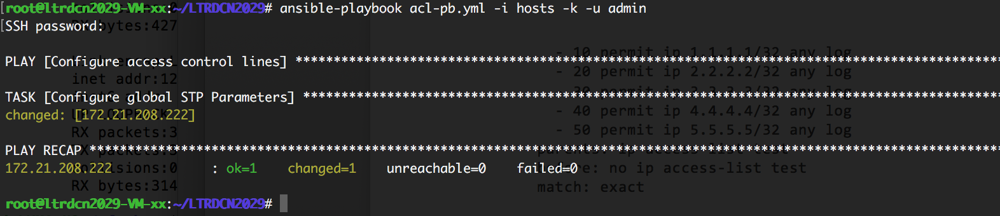 root@ltrdcn2029-VM-xx:~/LTRDCN2029# ansible-playbook acl-pb.yml -i hosts -k -u admin
RX bytes:427
[SSH password:
- 10 permit ip 1.1.1.1/32 any log
PLAY [Configure access control lines] ********************************************************************************************
inet addr:12
- 20 permit ip 2.2.2.2/32 any log
- 30 permit ip 3.3.3.3/32 any log
TASK [Configure global STP Parameters] *******************************************************************************************
changed: [172.21.208.222]
- 40 permit ip 4.4.4.4/32 any log
RX packets:3
- 50 permit ip 5.5.5.5/32 any log
PLAY RECAP ***********************************************************************************************************************
parents: ip access-list test
172.21.208.222 : ok=1 changed=1 unreachable=0 failed=0
before: no ip access-list test
RX bytes:314
match: exact
root@ltrdcn2029-VM-xx:~/LTRDCN2029#